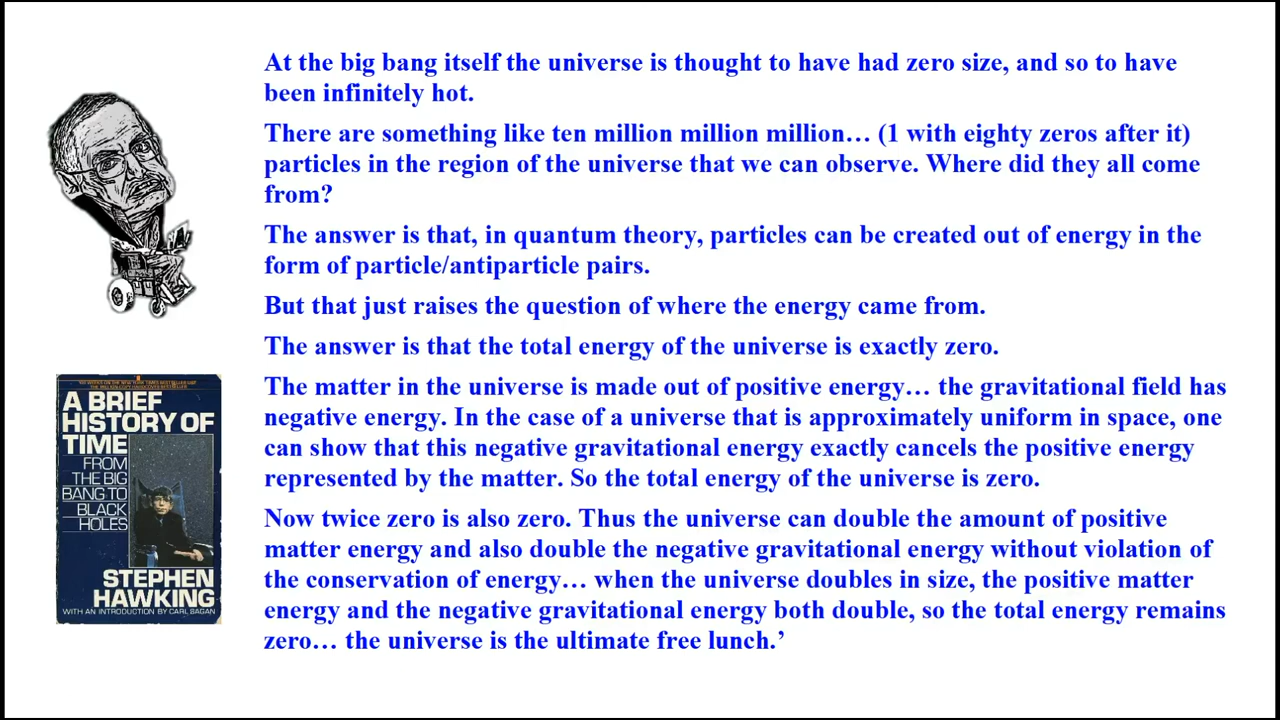 At the big bang itself the universe is thought to have had zero size, and so to have
been infinitely hot.
There are something like ten million million million… (1 with eighty zeros after it)
particles in the region of the universe that we can observe. Where did they all come
from?
The answer is that, in quantum theory, particles can be created out of energy in the
form of particle/antiparticle pairs.
But that just raises the question of where the energy came from.
The answer is that the total energy of the universe is exactly zero.
The matter in the universe is made out of positive energy… the gravitational field has
negative energy. In the case of a universe that is approximately uniform in space, one
can show that this negative gravitational energy exactly cancels the positive energy
represented by the matter. So the total energy of the universe is zero.
Now twice zero is also zero. Thus the universe can double the amount of positive
matter energy and also double the negative gravitational energy without violation of
the conservation of energy… when the universe doubles in size, the positive matter
energy and the negative gravitational energy both double, so the total energy remains
zero… the universe is the ultimate free lunch.’
A BRIEF
HISTORY OF
TIME
FROM
THE BIG
BANG TO
BLACK
HOLES
STEPHEN
HAWKING
WITH AN INTRODUCTION BY CARL SAGAN